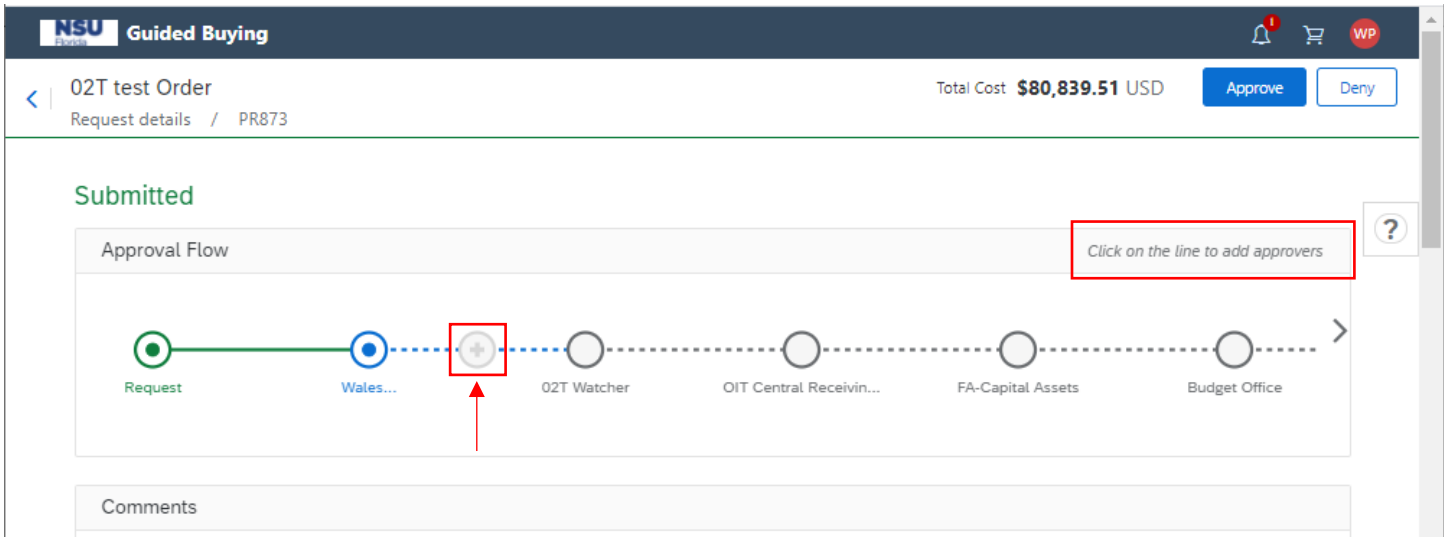 NSU
Florida
Guided Buying
1
WP
02T test Order
Request details / PR873
Total Cost $80,839.51 USD
Approve
Deny
Submitted
?
Approval Flow
Click on the line to add approvers
Request
Wales...
02T Watcher
OIT Central Receivin...
FA-Capital Assets
Budget Office
Comments